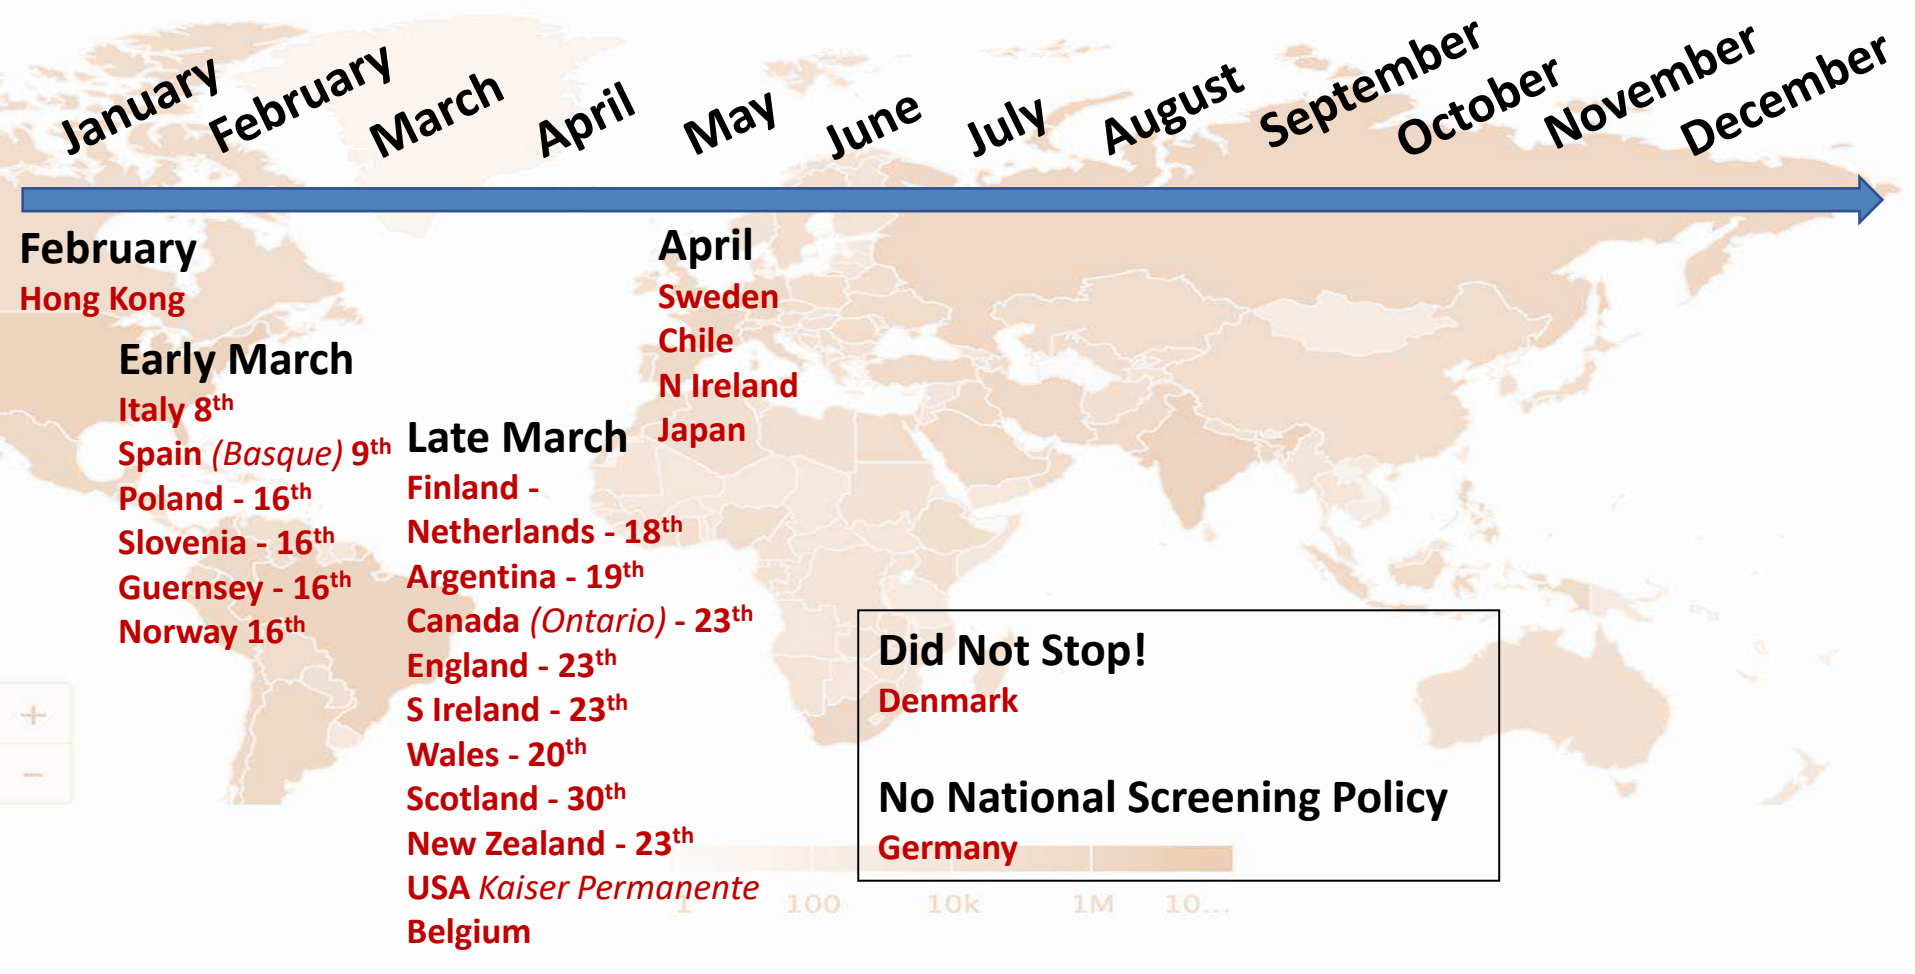 January
February
March
April
May
June
July
August
September
October
November
December
February
Hong Kong
Early March
Italy 8th
Spain (Basque) 9th
Poland - 16th
Slovenia - 16th
Guernsey - 16th
Norway 16th
Late March
Finland -
Netherlands - 18th
Argentina - 19th
Canada (Ontario) - 23th
England - 23th
S Ireland - 23th
Wales - 20th
Scotland - 30th
New Zealand - 23th
USA Kaiser Permanente
Belgium
April
Sweden
Chile
N Ireland
Japan
Did Not Stop!
Denmark
No National Screening Policy
Germany
+
−
1 100 10k 1M 10...